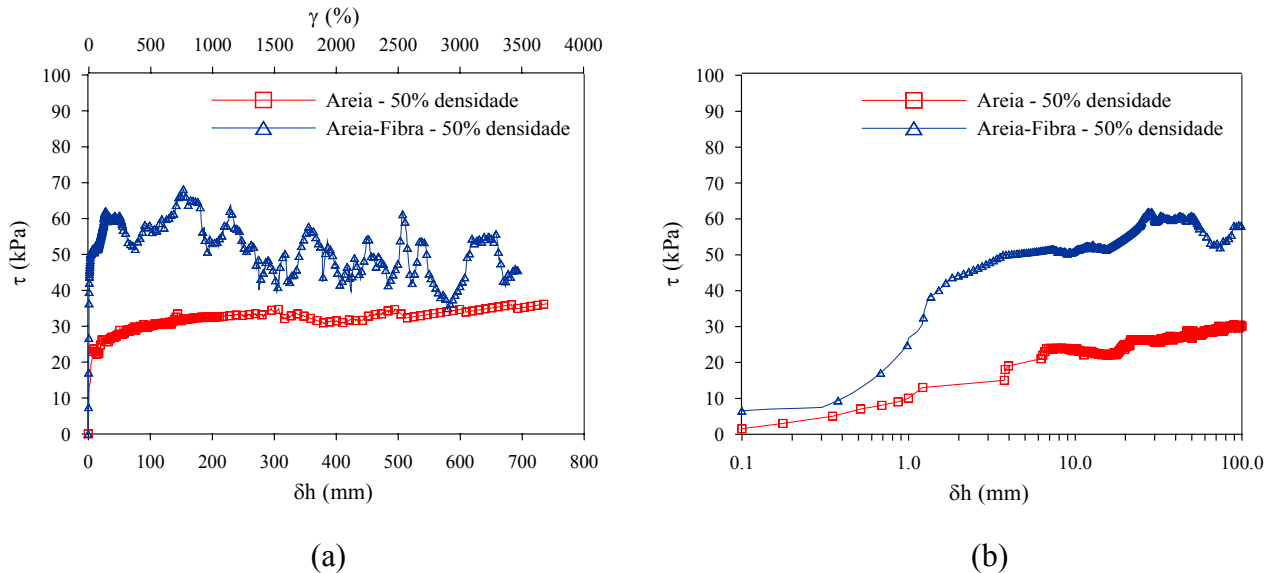 γ (%)
0 500 1000 1500 2000 2500 3000 3500 4000
100
90
80
70
60
50
40
30
20
10
0
τ (kPa)
Areia - 50% densidade
Areia-Fibra - 50% densidade
0 100 200 300 400 500 600 700 800
δh (mm)
(a)
100
90
80
70
60
50
40
30
20
10
0
τ (kPa)
Areia - 50% densidade
Areia-Fibra - 50% densidade
0.1 1.0 10.0 100.0
δh (mm)
(b)